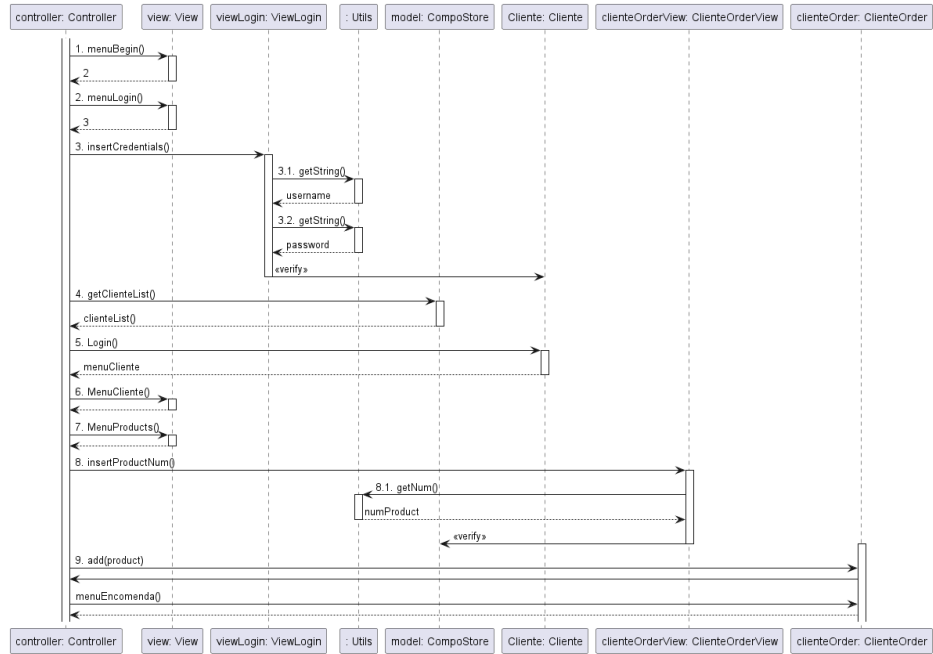 controller: Controller
view: View
viewLogin: ViewLogin
: Utils
model: CompoStore
Cliente: Cliente
clienteOrderView: ClienteOrderView
clienteOrder: ClienteOrder
1. menuBegin()
2
2. menuLogin()
3
3. insertCredentials()
3.1. getString()
username
3.2. getString()
password
«verify»
4. getClienteList()
clienteList()
5. Login()
menuCliente
6. MenuCliente()
7. MenuProducts()
8. insertProductNum()
8.1. getNum()
numProduct
«verify»
9. add(product)
menuEncomenda()
controller: Controller
view: View
viewLogin: ViewLogin
: Utils
model: CompoStore
Cliente: Cliente
clienteOrderView: ClienteOrderView
clienteOrder: ClienteOrder